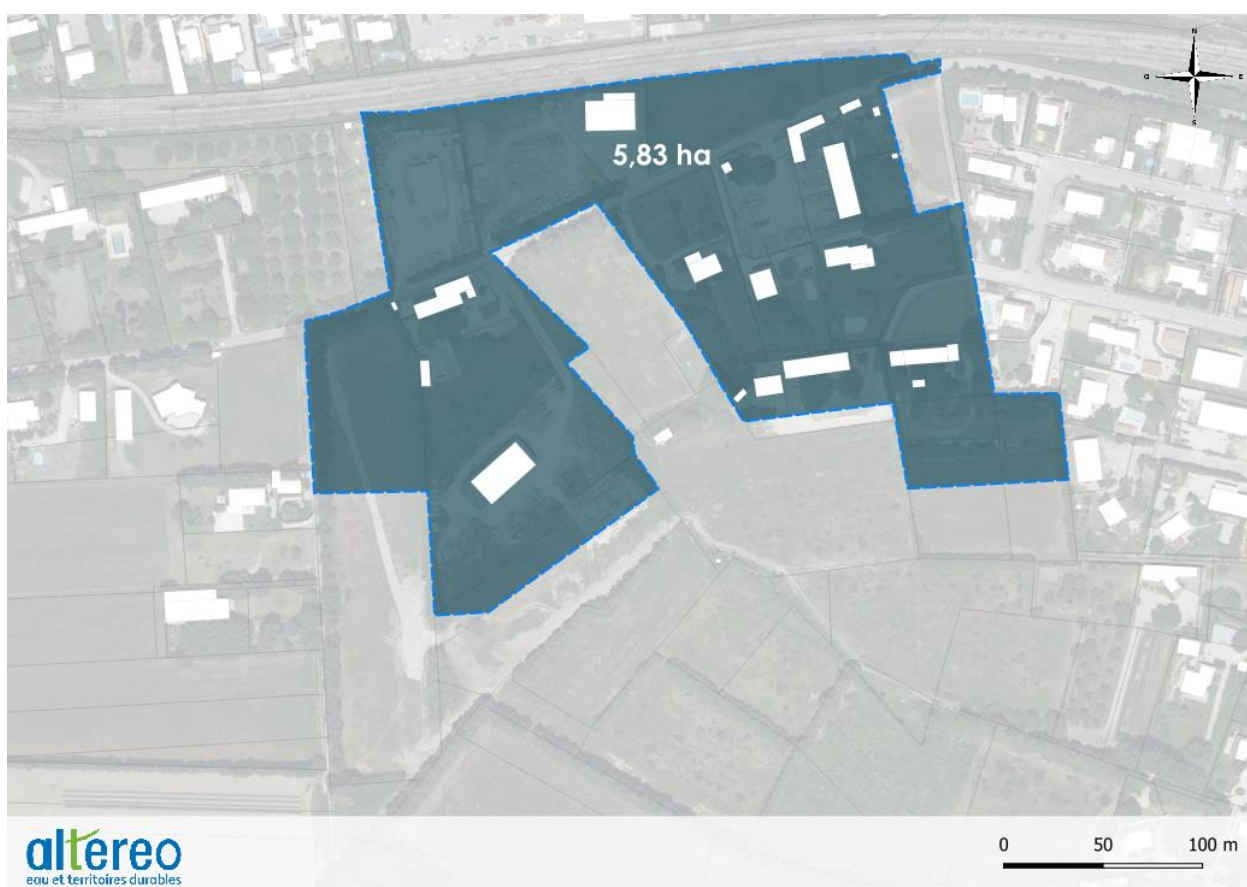 N
O E
S
5,83 ha
altereo
eau et territoires durables
0 50 100 m